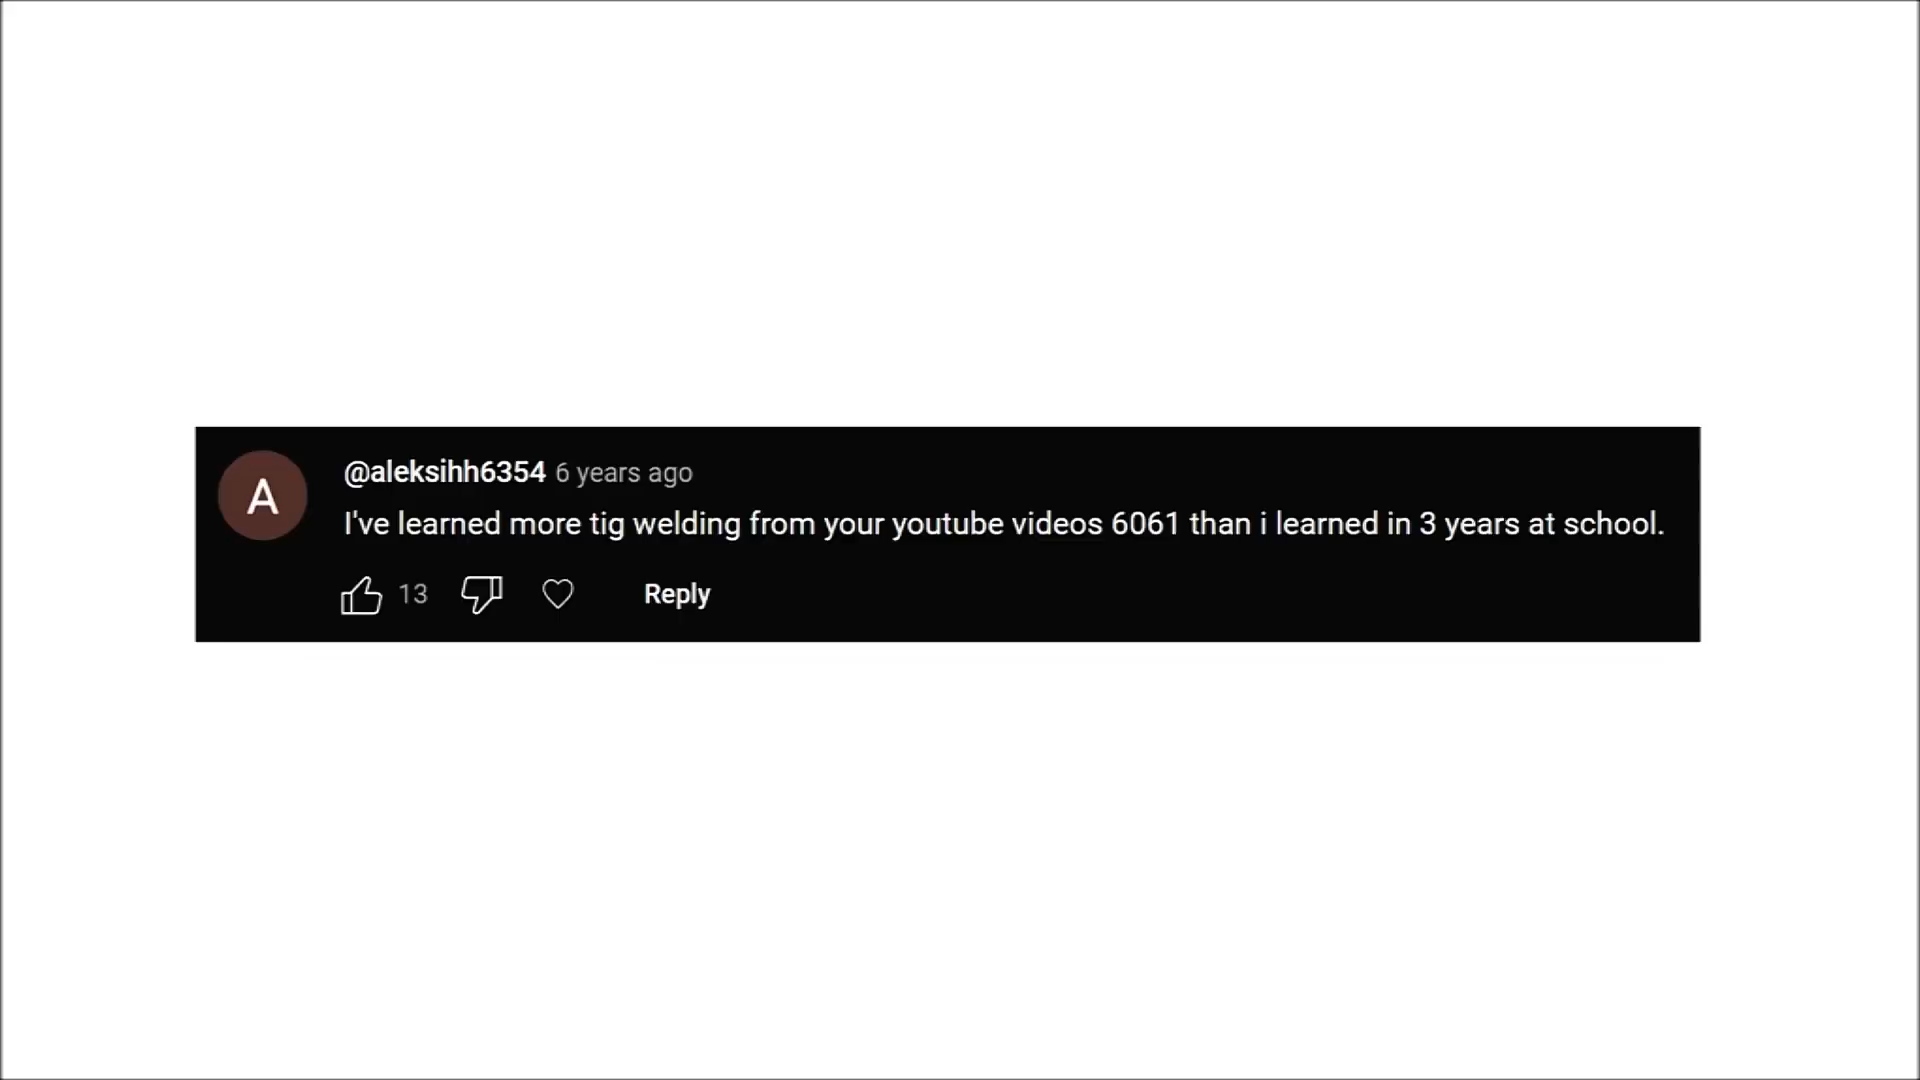 A
@aleksihh6354 6 years ago
I've learned more tig welding from your youtube videos 6061 than i learned in 3 years at school.
13 Reply